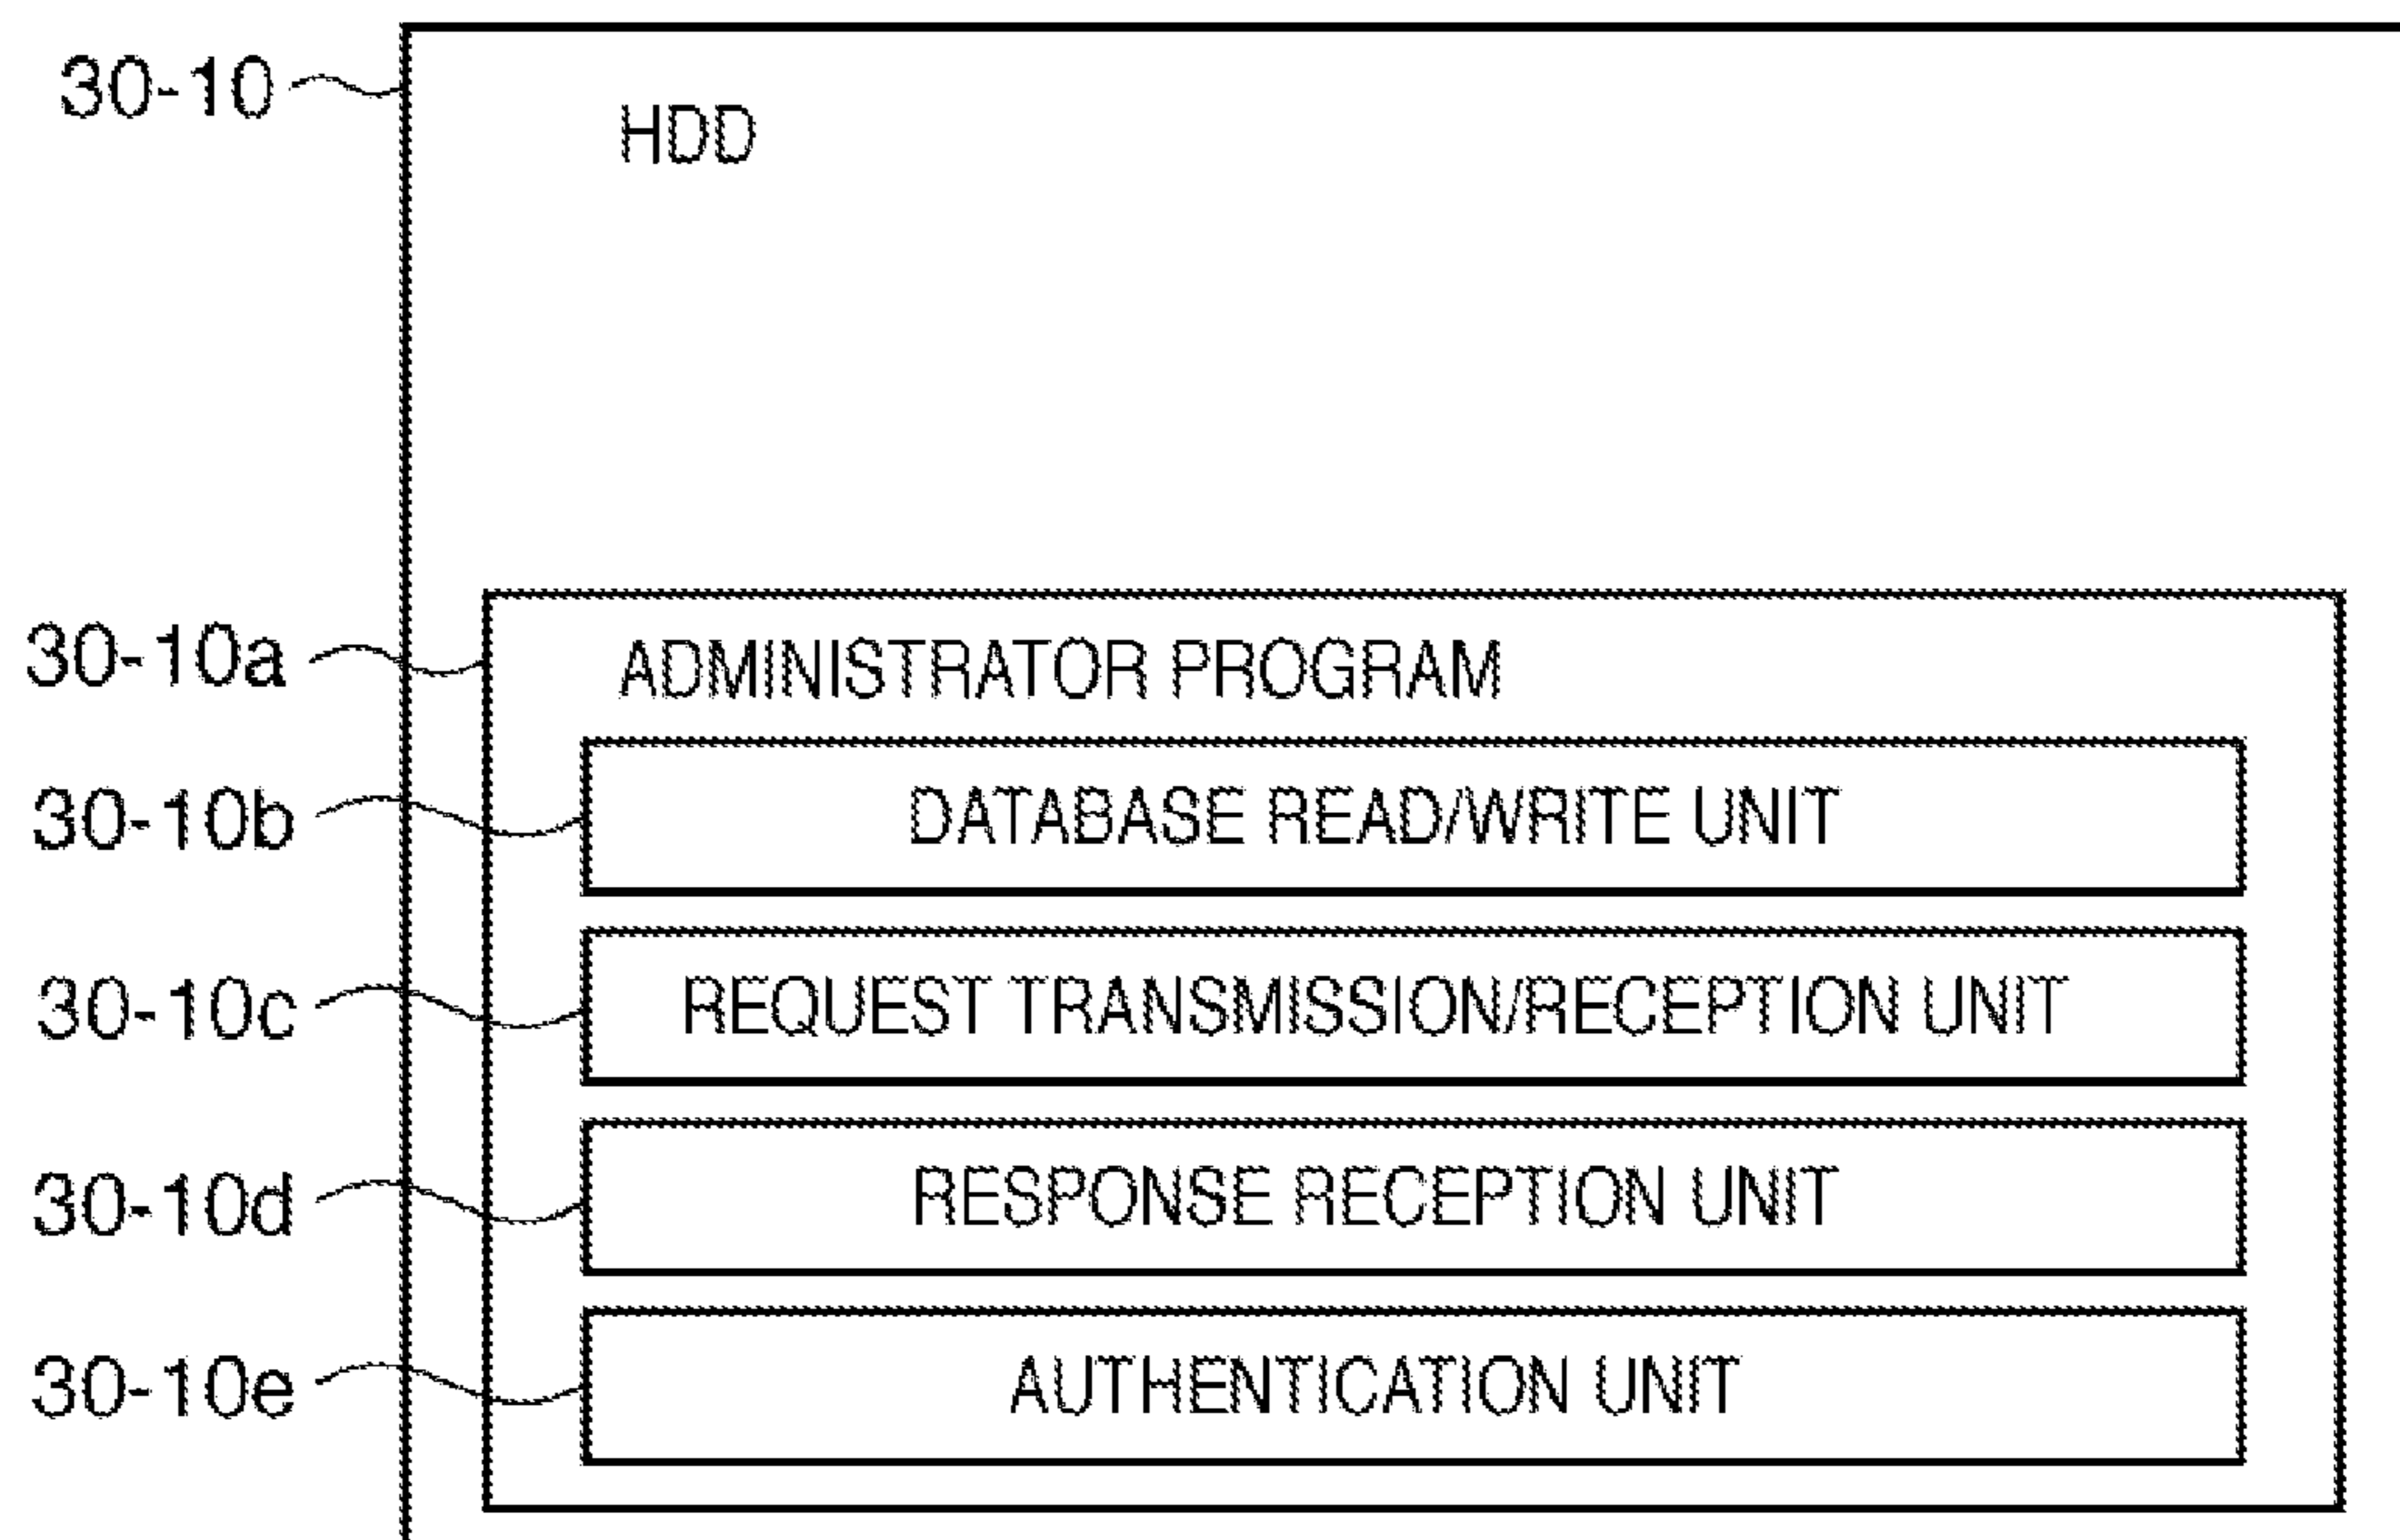 30-10
HDD
30-10a
ADMINISTRATOR PROGRAM
30-10b
DATABASE READ/WRITE UNIT
30-10c
REQUEST TRANSMISSION/RECEPTION UNIT
30-10d
RESPONSE RECEPTION UNIT
30-10e
AUTHENTICATION UNIT